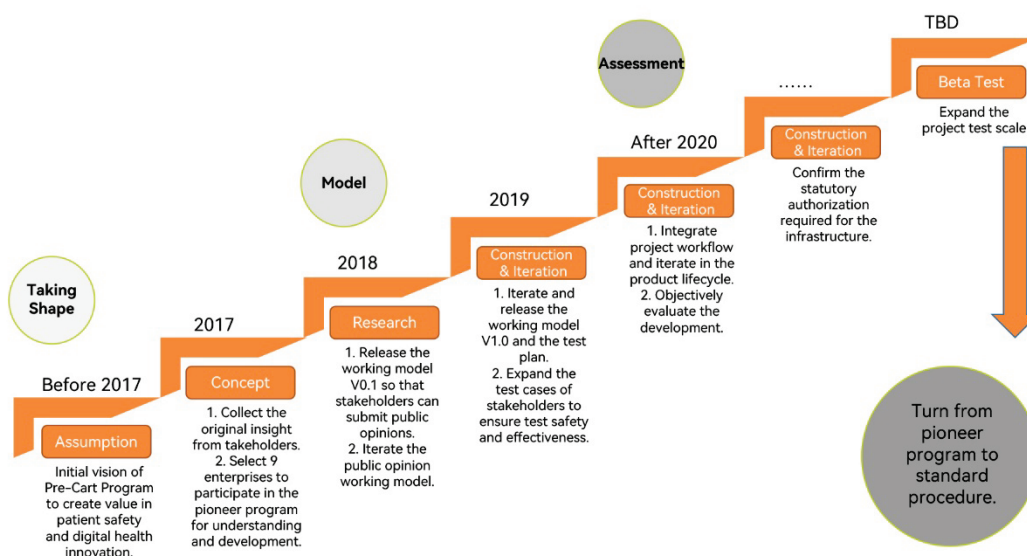 Taking
Shape
Before 2017
Assumption
Initial vision of
Pre-Cart Program
to create value in
patient safety
and digital health
innovation.
2017
Concept
1. Collect the
original insight
from takeholders.
2. Select 9
enterprises to
participate in the
pioneer program
for understanding
and development.
Model
2018
Research
1. Release the
working model
V0.1 so that
stakeholders can
submit public
opinions.
2. Iterate the
public opinion
working model.
2019
Construction
& Iteration
1. Iterate and
release the
working model
V1.0 and the test
plan.
2. Expand the
test cases of
stakeholders to
ensure test safety
and effectiveness.
Assessment
After 2020
Construction
& Iteration
1. Integrate
project workflow
and iterate in the
product lifecycle.
2. Objectively
evaluate the
development.
......
Construction
& Iteration
Confirm the
statutory
authorization
required for the
infrastructure.
TBD
Beta Test
Expand the
project test scale
Turn from
pioneer
program to
standard
procedure.